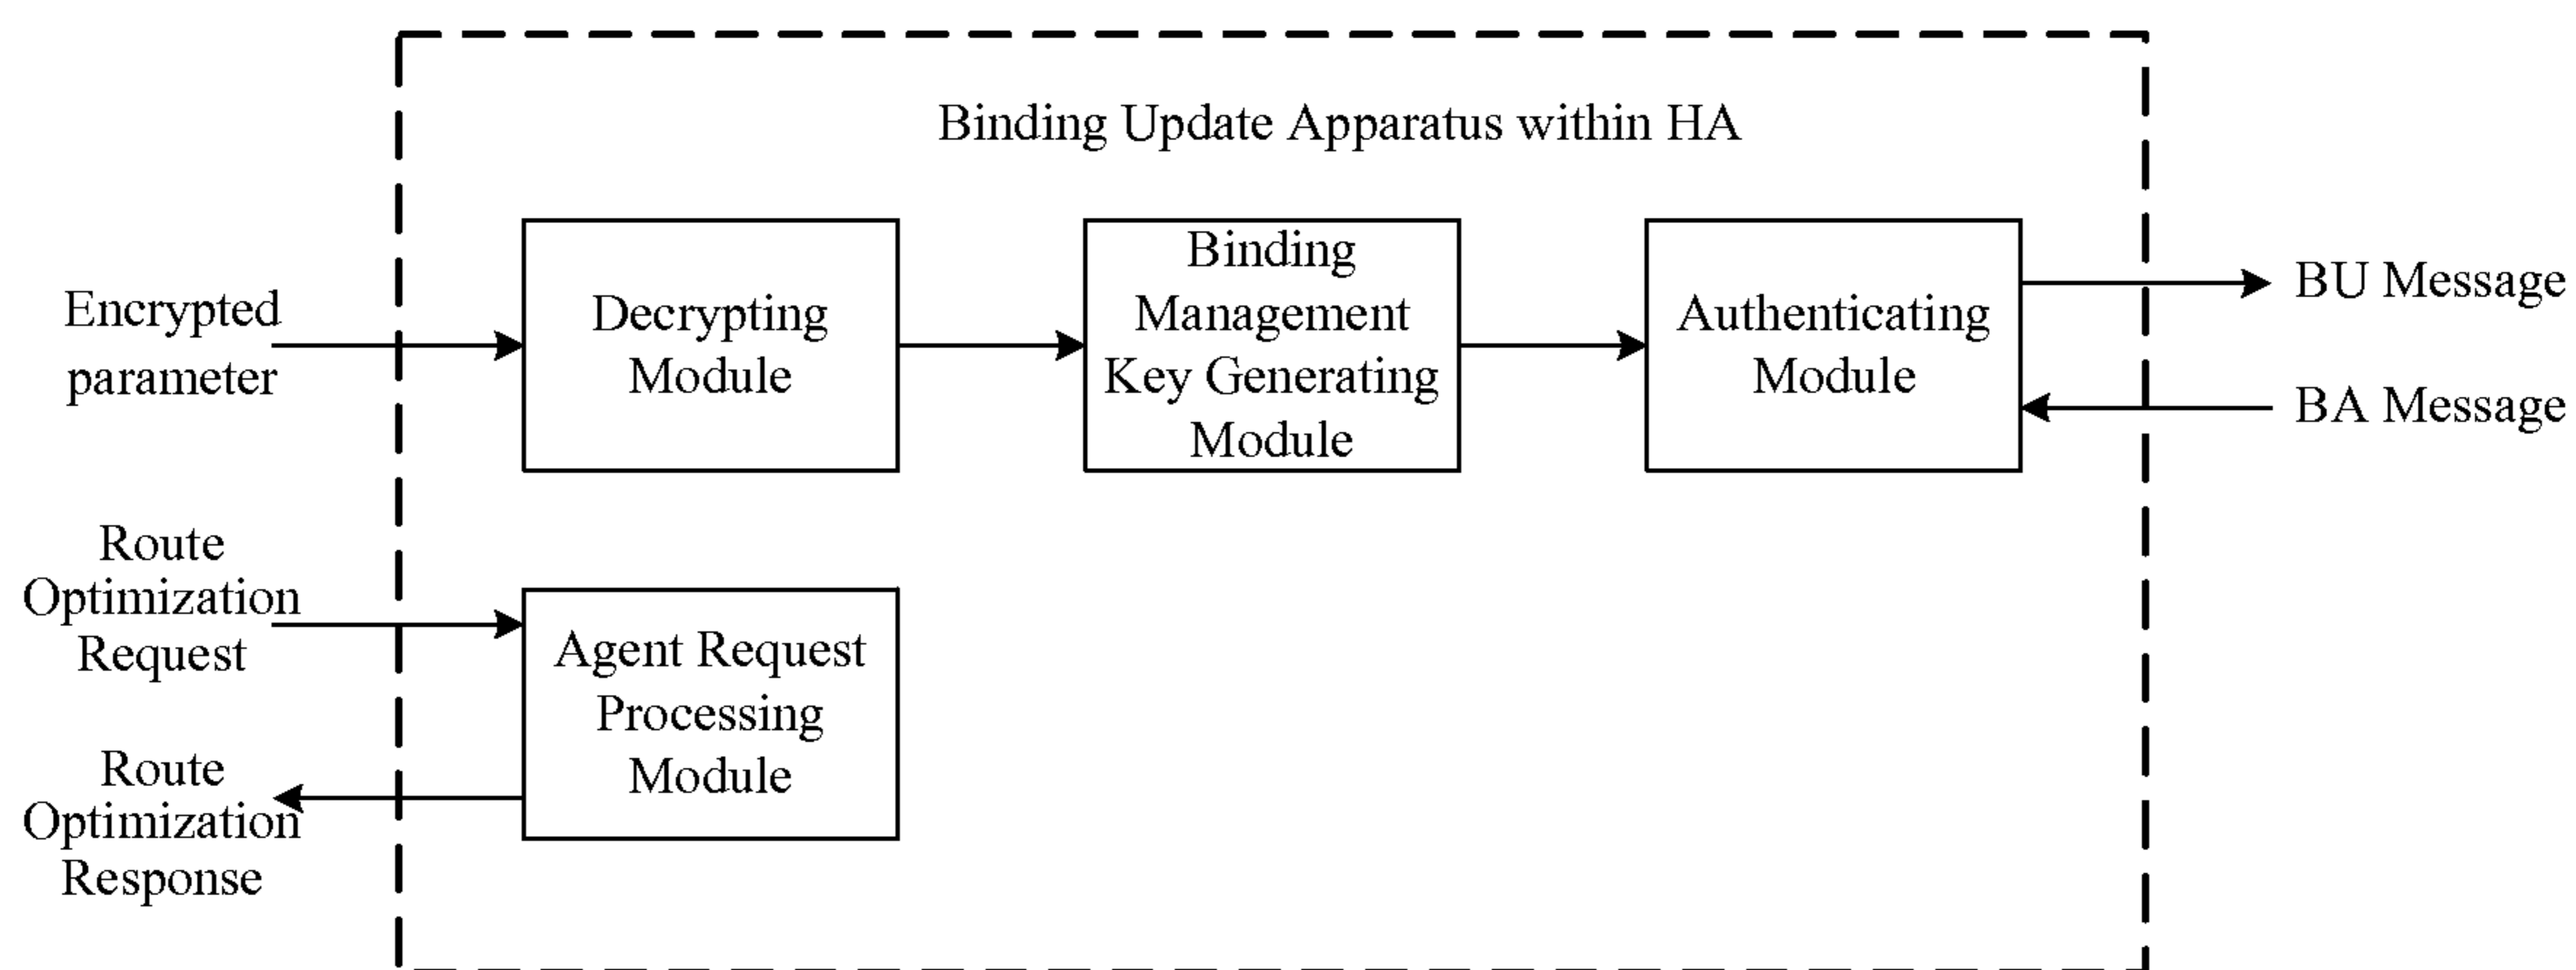 Binding Update Apparatus within HA
Encrypted
parameter
Decrypting
Module
Binding
Management
Key Generating
Module
Authenticating
Module
BU Message
BA Message
Route
Optimization
Request
Agent Request
Processing
Module
Route
Optimization
Response